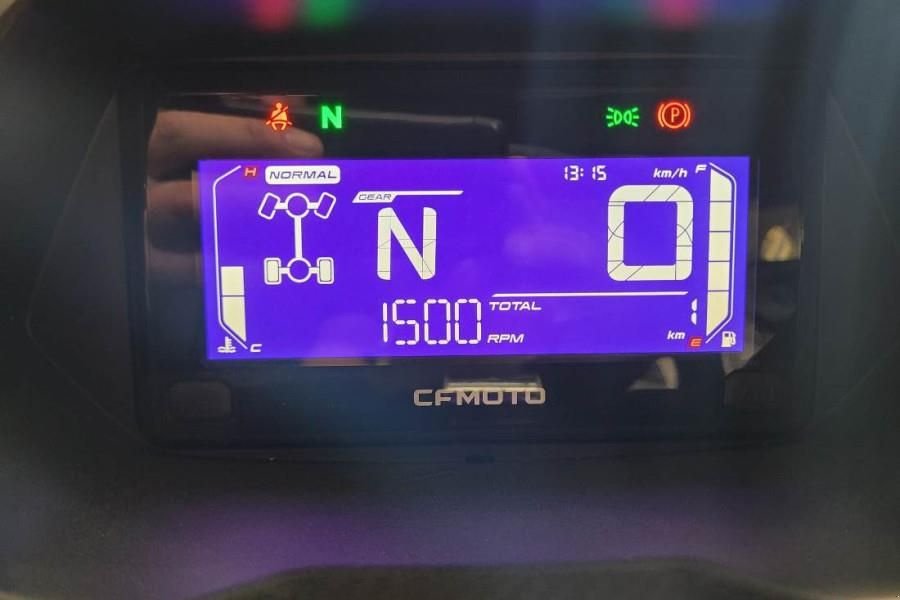 N P
H NORMAL 13:15 km/h F
GEAR
N 0
1500 RPM TOTAL 1 km
C E
CFMOTO